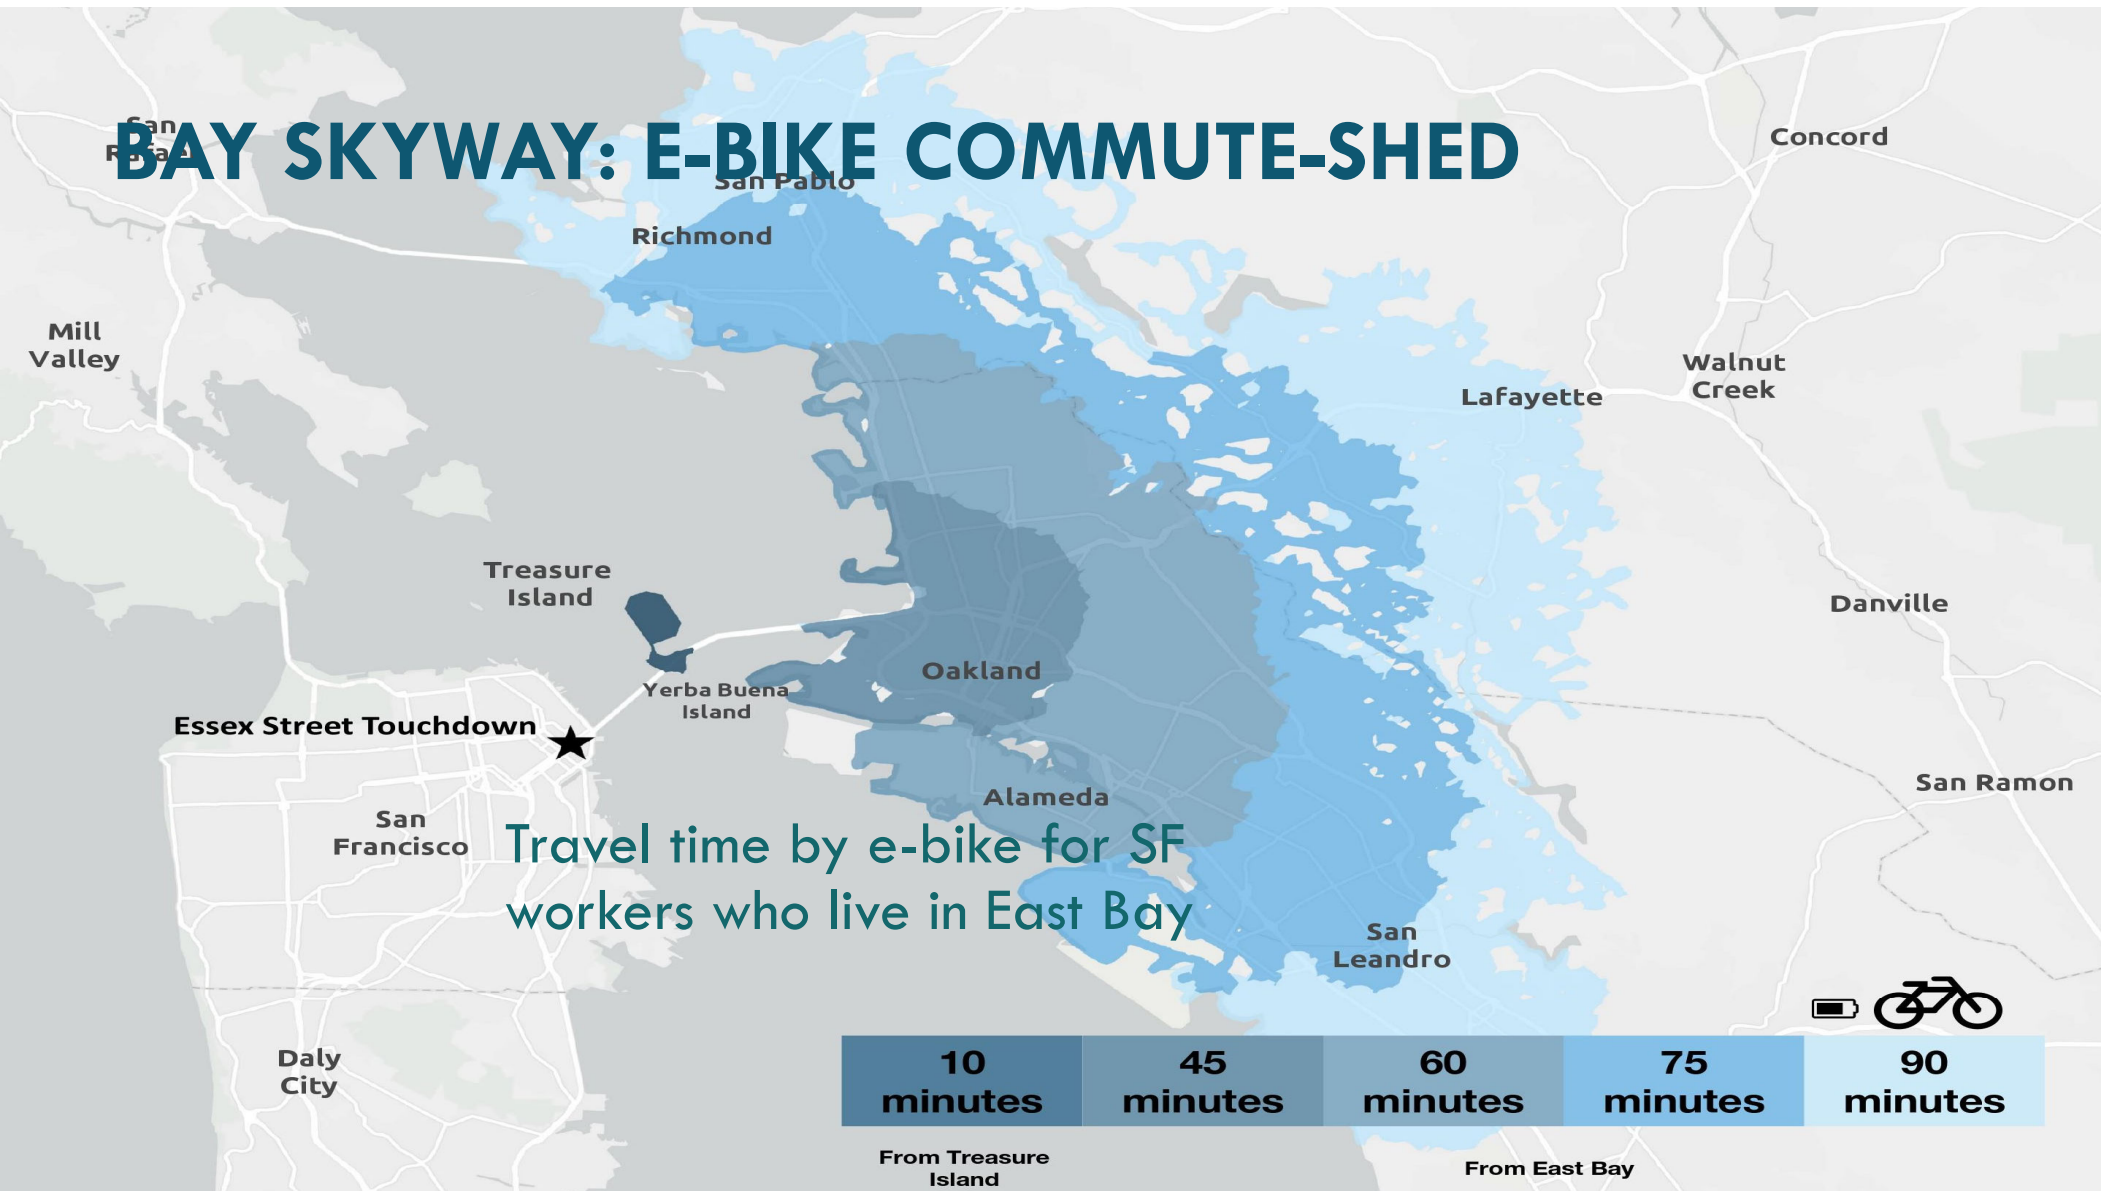 San
Rafael
BAY SKYWAY: E-BIKE COMMUTE-SHED
Concord
San Pablo
Richmond
Mill
Valley
Walnut
Creek
Lafayette
Treasure
Island
Danville
Oakland
Yerba Buena
Island
Essex Street Touchdown
San Ramon
Alameda
San
Francisco
Travel time by e-bike for SF
workers who live in East Bay
San
Leandro
Daly
City
10
minutes
45
minutes
60
minutes
75
minutes
90
minutes
From Treasure
Island
From East Bay